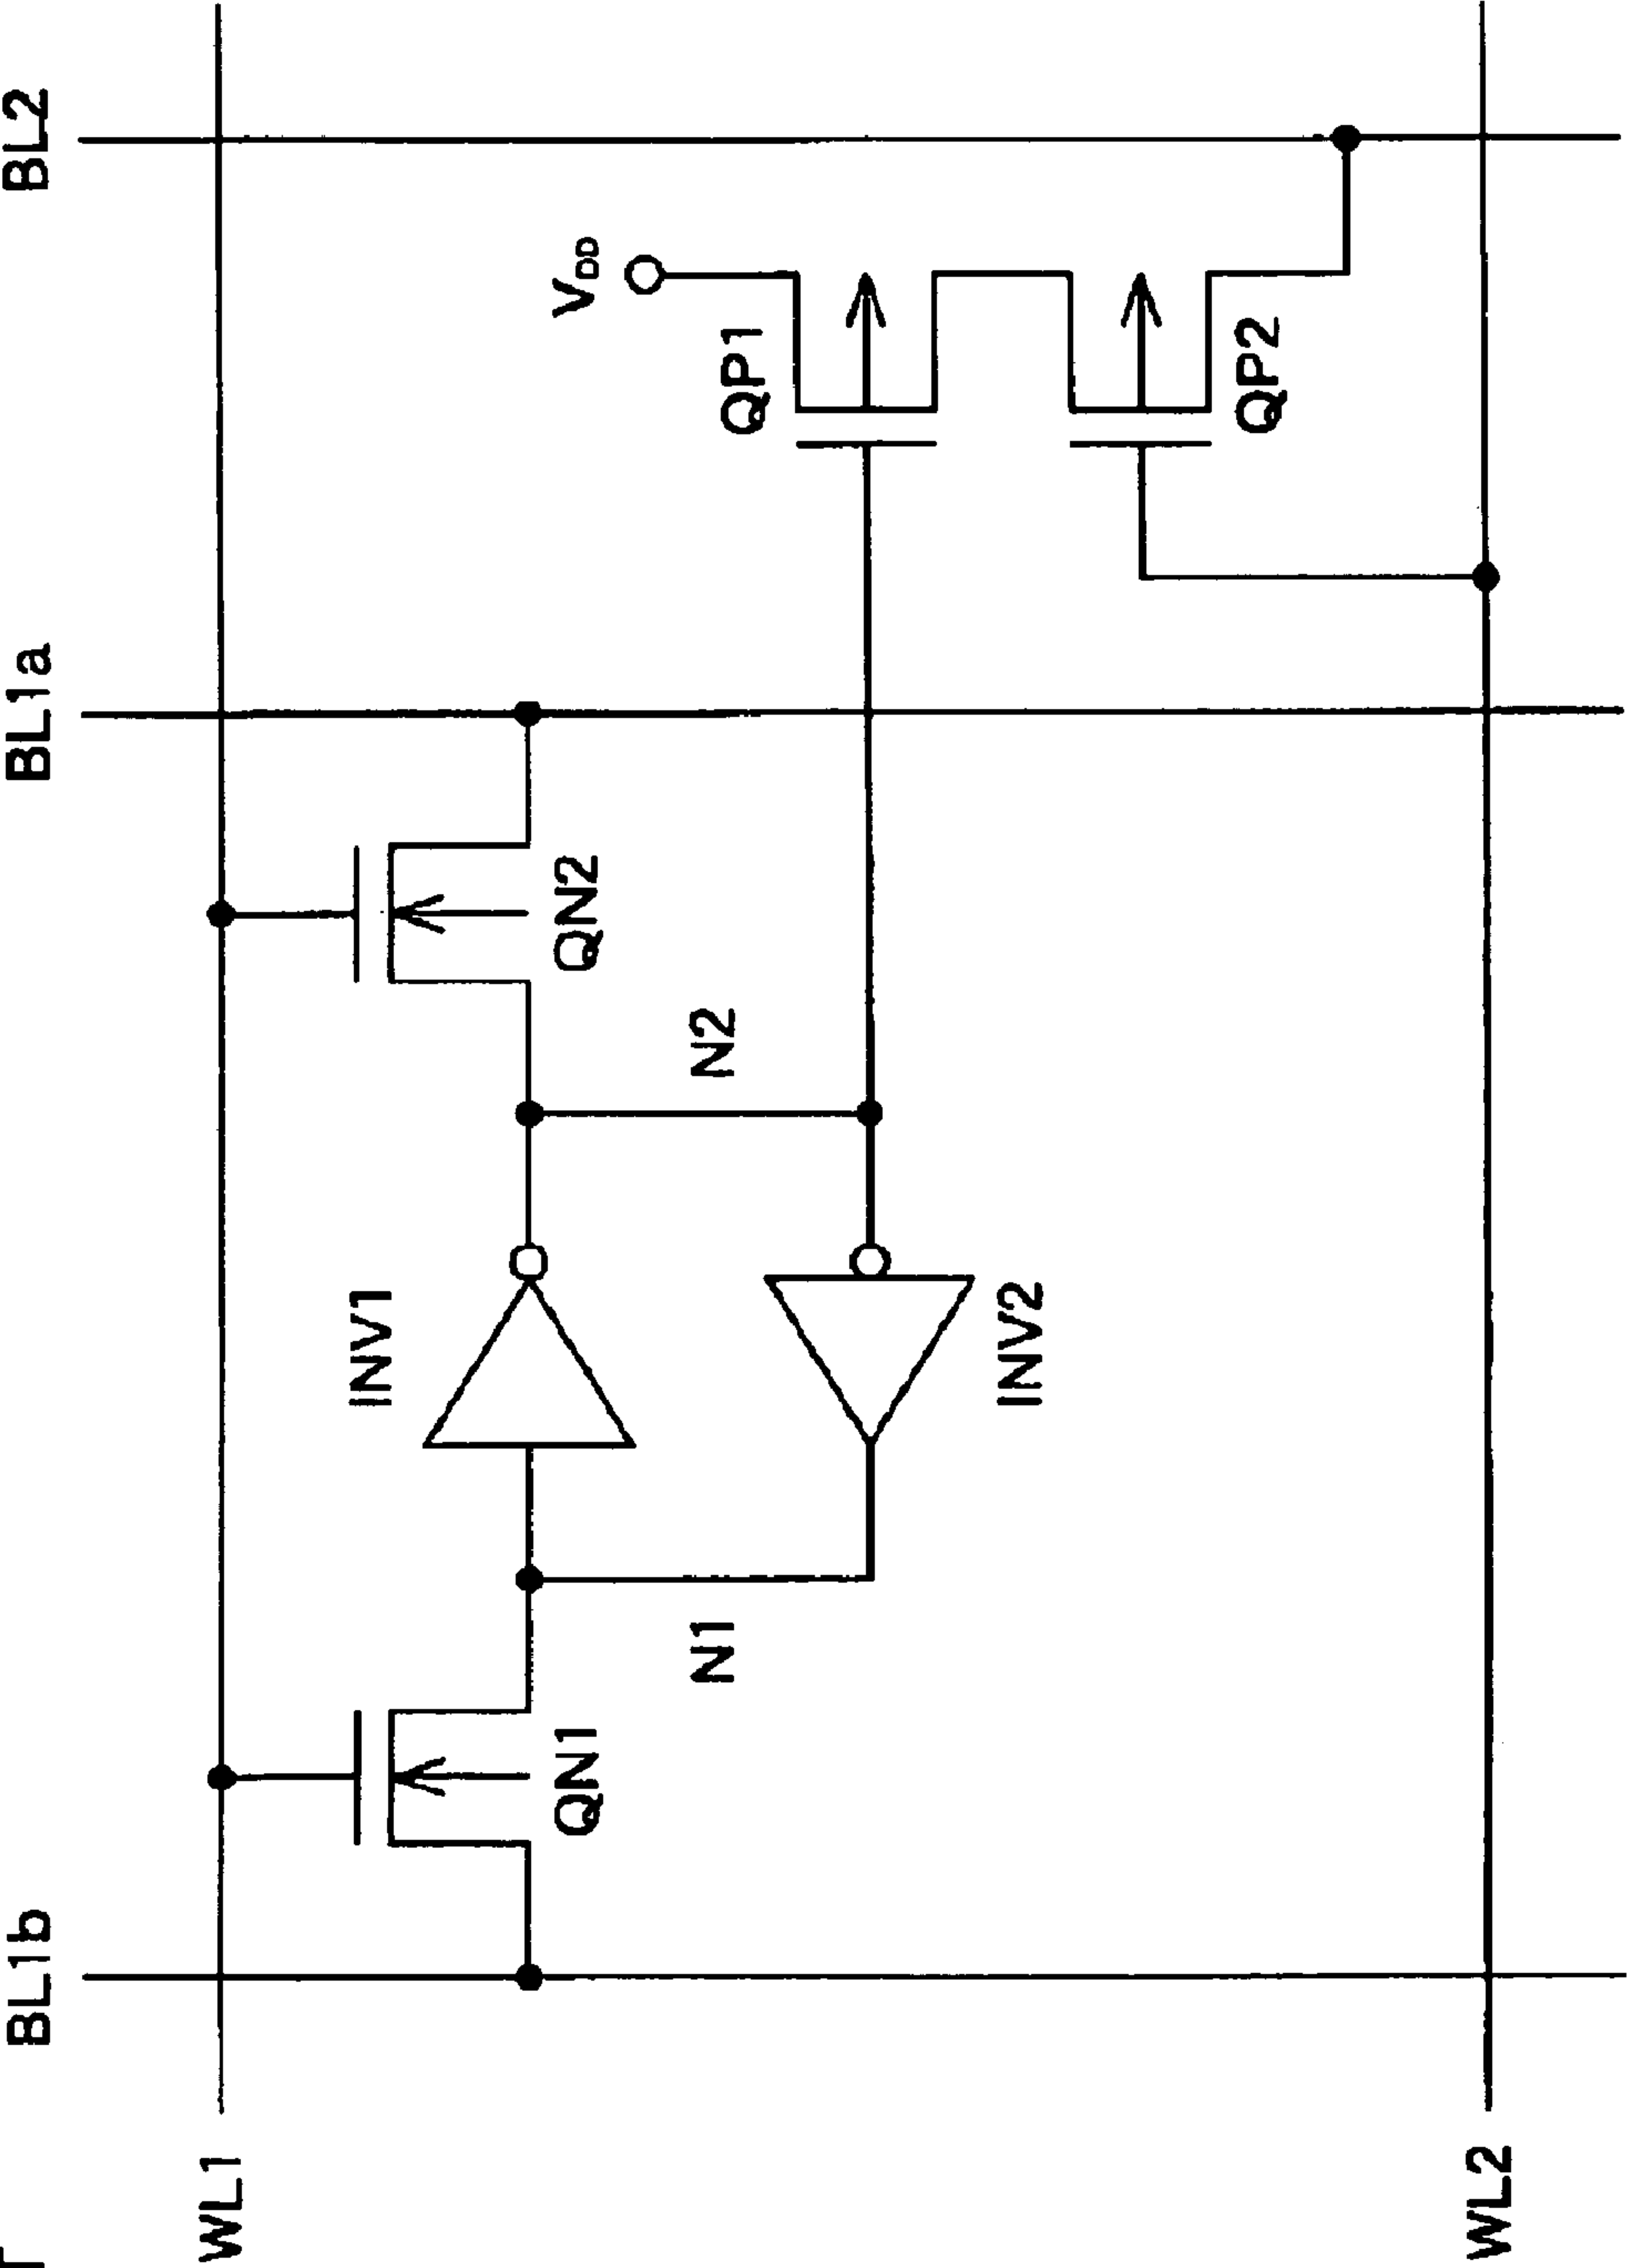 BL1b
BL1a
BL2
WL1
INV1
QN1
QN2
VDD
N1
N2
QP1
INV2
QP2
WL2